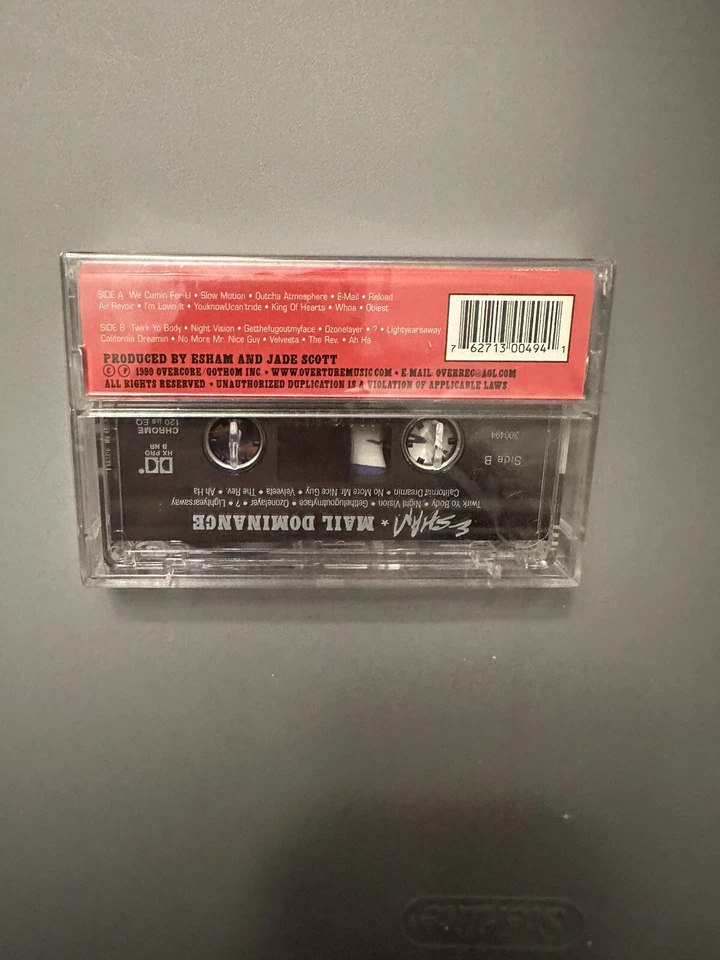 SIDE A We Comin For U • Slow Motion • Outcha Atmosphere • E-Mail • Reload
Air Revoir • I'm Lovn It • YouknowUcan'tride • King Of Hearts • Whoa • Qbiest
SIDE B Twirk Yo Body • Night Vision • Getthefugoutmyface • Ozonelayer • ? • Lightyearsaway
California Dreamin • No More Mr. Nice Guy • Velveeta • The Rev. • Ah Ha
PRODUCED BY ESHAM AND JADE SCOTT
© ℗ 1999 OVERCORE/GOTHOM INC. • WWW.OVERTUREMUSIC.COM • E-MAIL OVERREC@AOL.COM
ALL RIGHTS RESERVED. • UNAUTHORIZED DUPLICATION IS A VIOLATION OF APPLICABLE LAWS
7 62713-00494 1
ESHAM ★ MAIL DOMINANCE
Twirk Yo Body • Night Vision • Getthefugoutmyface • Ozonelayer • ? • Lightyearsaway
California Dreamin • No More Mr. Nice Guy • Velveeta • The Rev. • Ah Ha
Side B
300494
HX PRO
B NR
CHROME
120 µs EQ